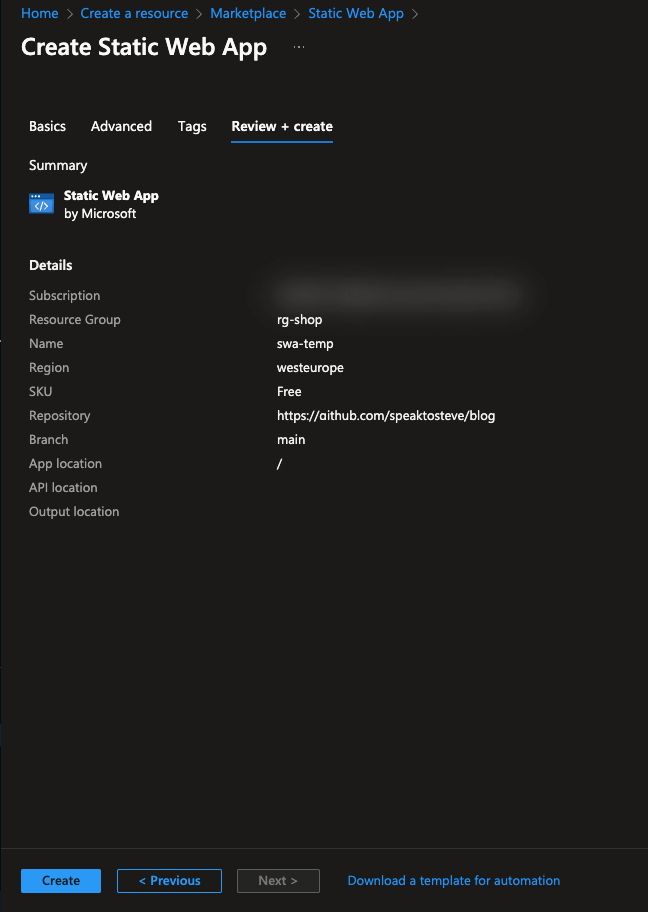 Home > Create a resource > Marketplace > Static Web App >
Create Static Web App ...
Basics Advanced Tags Review + create
Summary
Static Web App
by Microsoft
Details
Subscription
Resource Group rg-shop
Name swa-temp
Region westeurope
SKU Free
Repository https://github.com/speaktosteve/blog
Branch main
App location /
API location
Output location
Create < Previous Next > Download a template for automation